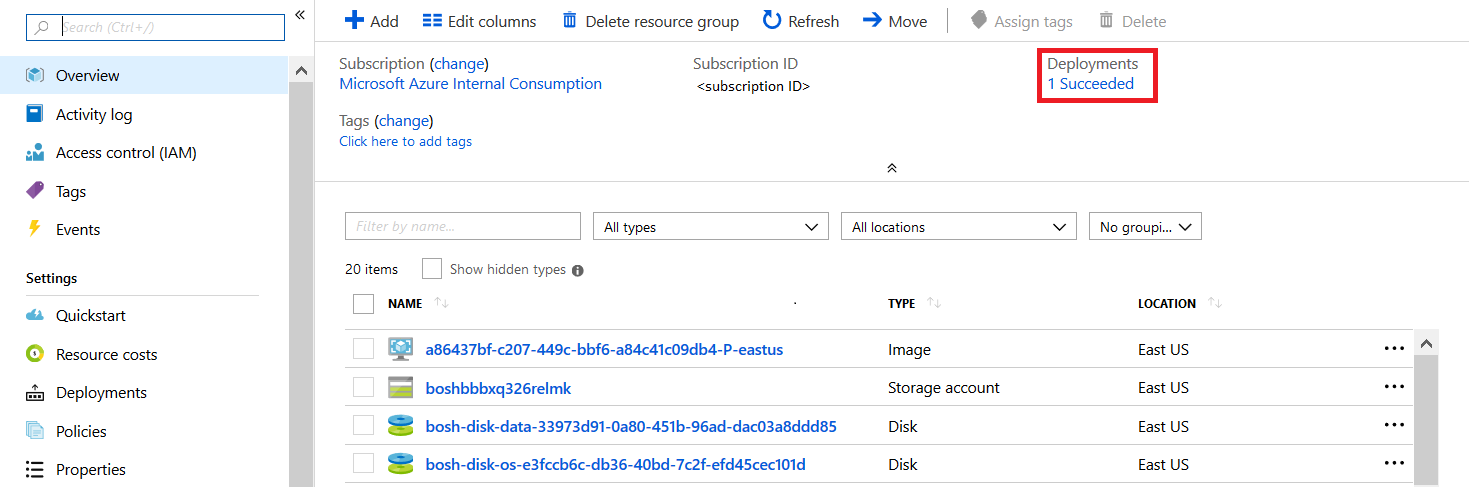 Search (Ctrl+/)
Overview
Activity log
Access control (IAM)
Tags
Events
Settings
Quickstart
Resource costs
Deployments
Policies
Properties
Add Edit columns Delete resource group Refresh Move Assign tags Delete
Subscription (change) Subscription ID Deployments
Microsoft Azure Internal Consumption <subscription ID> 1 Succeeded
Tags (change)
Click here to add tags
Filter by name... All types All locations No groupi...
20 items Show hidden types
NAME TYPE LOCATION
a86437bf-c207-449c-bbf6-a84c41c09db4-P-eastus Image East US
boshbbbxq326relmk Storage account East US
bosh-disk-data-33973d91-0a80-451b-96ad-dac03a8ddd85 Disk East US
bosh-disk-os-e3fccb6c-db36-40bd-7c2f-efd45cec101d Disk East US